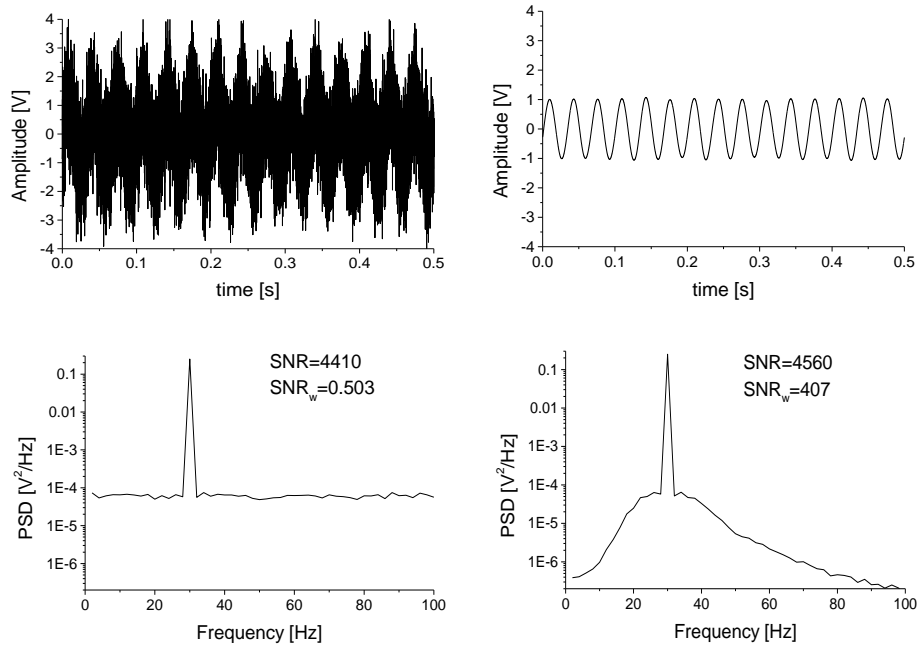 4
3
2
1
0
-1
-2
-3
-4
Amplitude [V]
0.0 0.1 0.2 0.3 0.4 0.5
time [s]
4
3
2
1
0
-1
-2
-3
-4
Amplitude [V]
0.0 0.1 0.2 0.3 0.4 0.5
time [s]
SNR=4410
SNRw=0.503
0.1
0.01
1E-3
1E-4
1E-5
1E-6
PSD [V²/Hz]
0 20 40 60 80 100
Frequency [Hz]
SNR=4560
SNRw=407
0.1
0.01
1E-3
1E-4
1E-5
1E-6
PSD [V²/Hz]
0 20 40 60 80 100
Frequency [Hz]